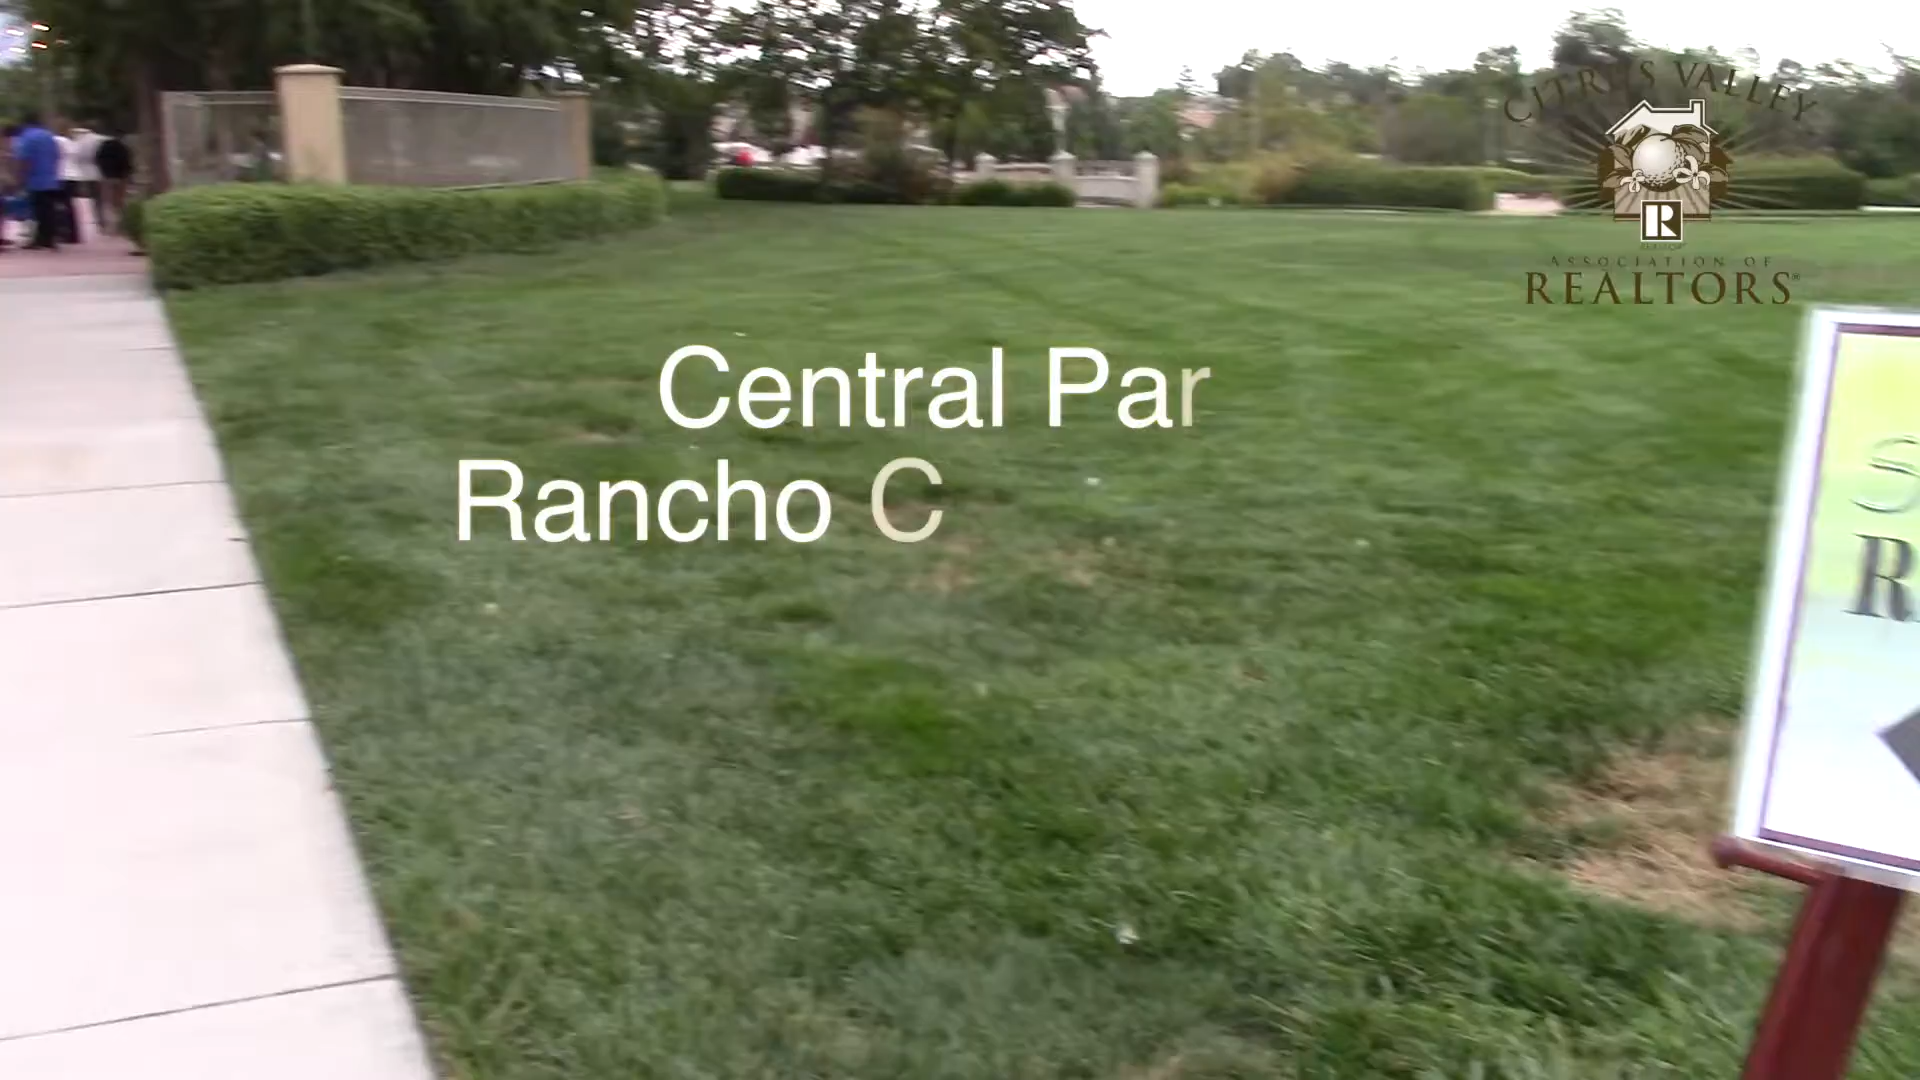 CITRUS VALLEY
R
ASSOCIATION OF
REALTORS®
Central Par
Rancho C
S
R